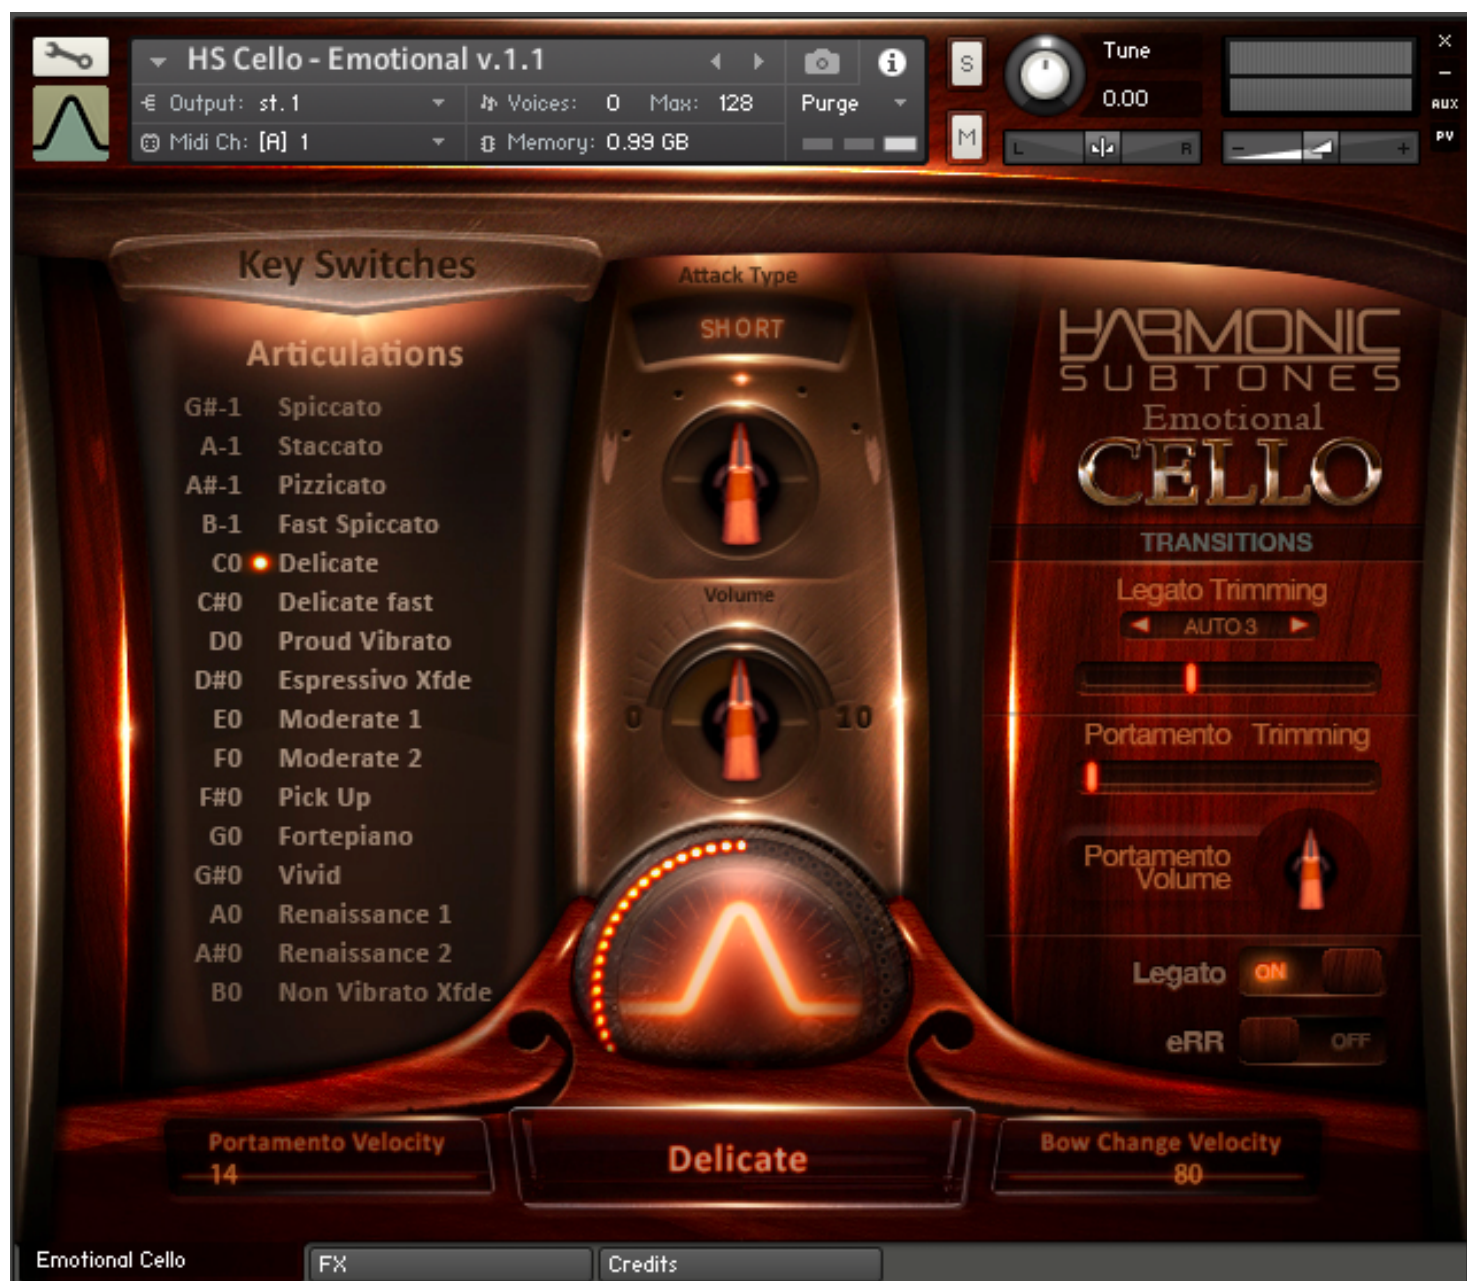 HS Cello - Emotional v.1.1
Output: st. 1
Voices: 0 Max: 128
Purge
Midi Ch: [A] 1
Memory: 0.99 GB
S
M
Tune
0.00
L
R
-
+
×
-
AUX
PV
Key Switches
Articulations
G#-1 Spiccato
A-1 Staccato
A#-1 Pizzicato
B-1 Fast Spiccato
C0 Delicate
C#0 Delicate fast
D0 Proud Vibrato
D#0 Espressivo Xfde
E0 Moderate 1
F0 Moderate 2
F#0 Pick Up
G0 Fortepiano
G#0 Vivid
A0 Renaissance 1
A#0 Renaissance 2
B0 Non Vibrato Xfde
Attack Type
SHORT
Volume
0 10
HARMONIC
SUBTONES
Emotional
CELLO
TRANSITIONS
Legato Trimming
AUTO 3
Portamento Trimming
Portamento
Volume
Legato ON
eRR OFF
Portamento Velocity
14
Delicate
Bow Change Velocity
80
Emotional Cello
FX
Credits